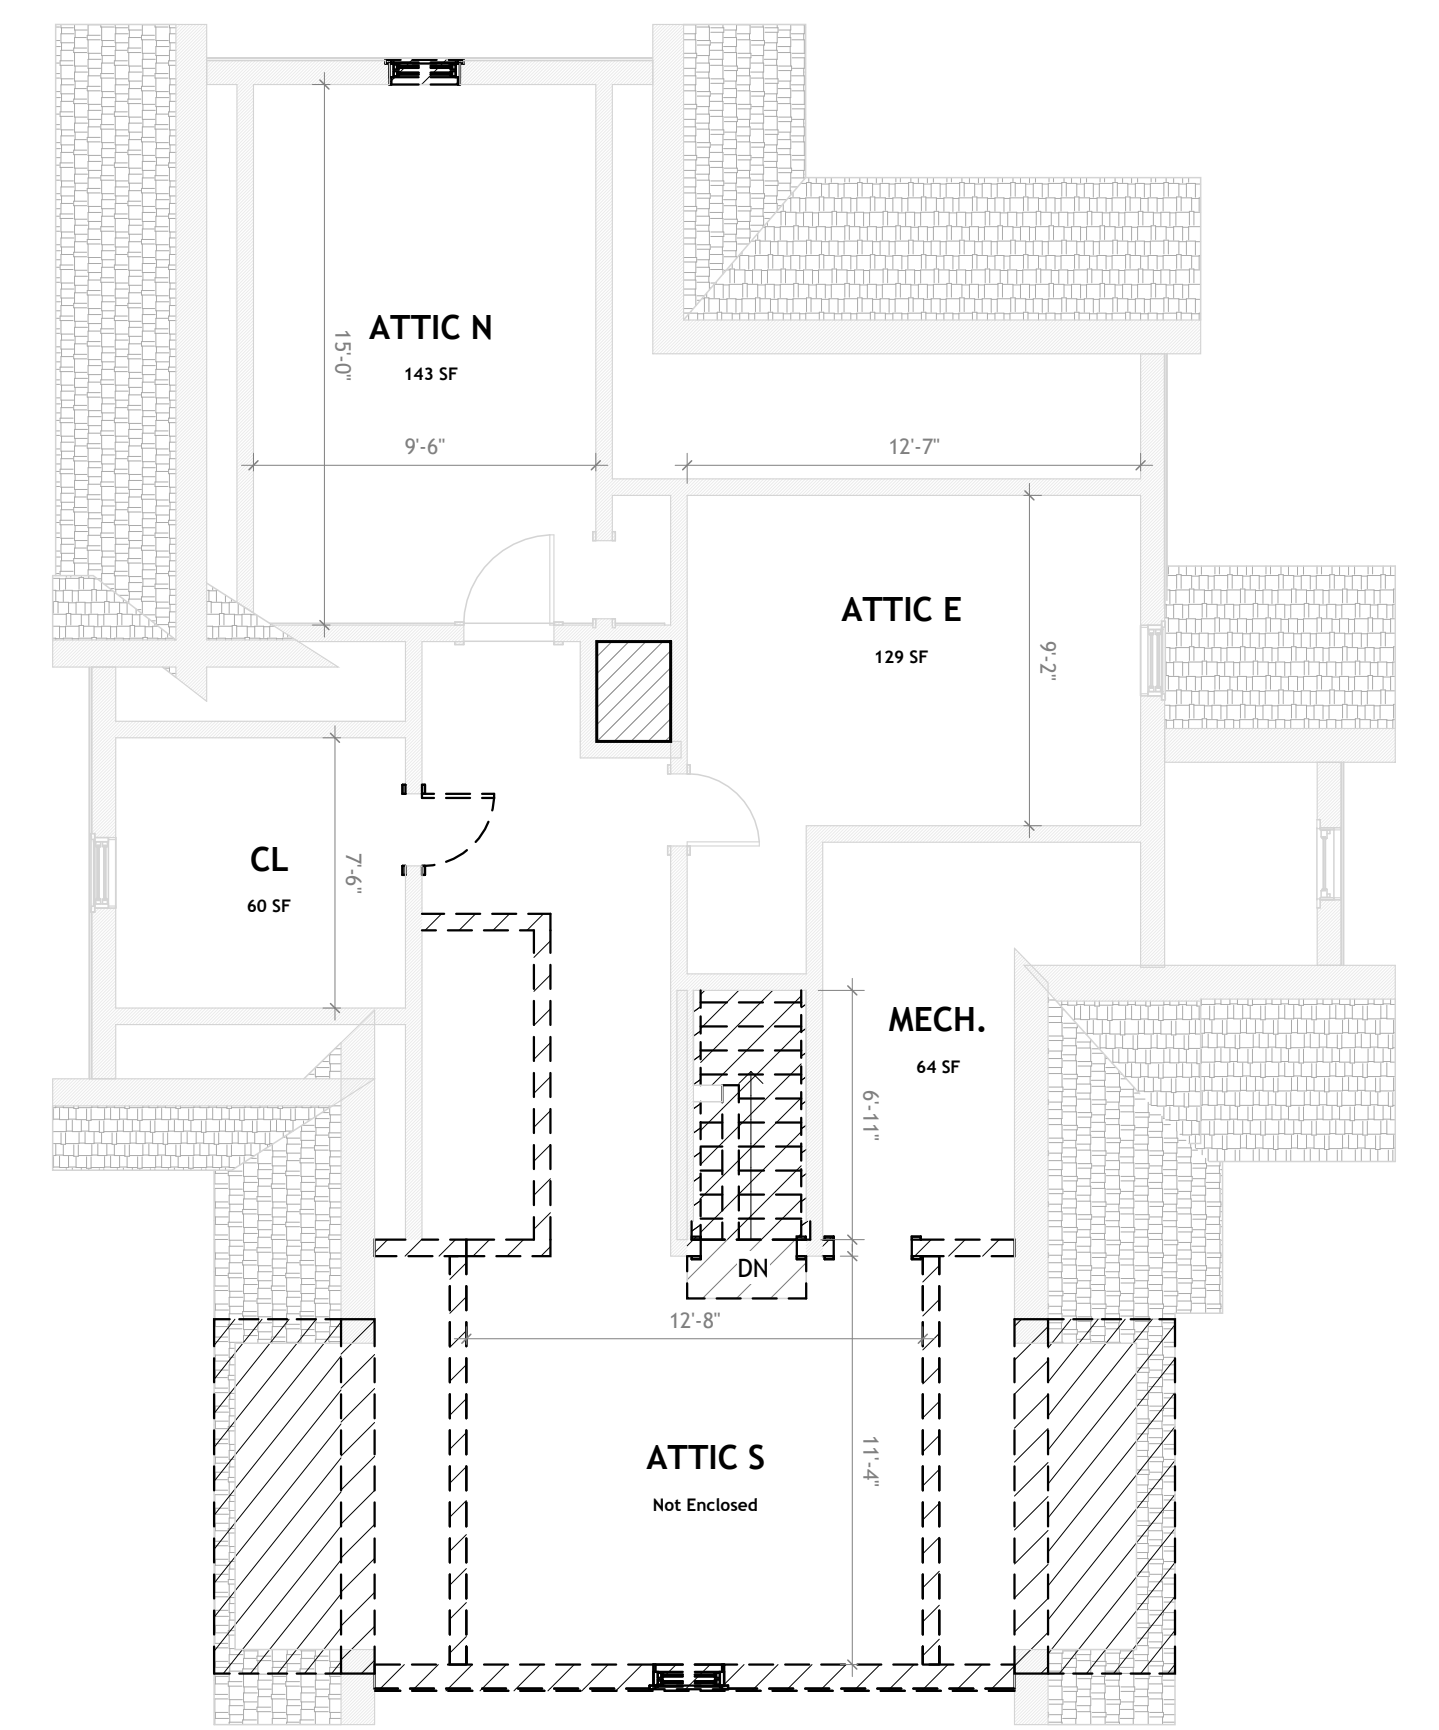 ATTIC N
15'-0"
143 SF
9'-6"
12'-7"
ATTIC E
129 SF
9'-2"
CL
7'-6"
60 SF
MECH.
64 SF
6'-11"
DN
12'-8"
ATTIC S
11'-4"
Not Enclosed